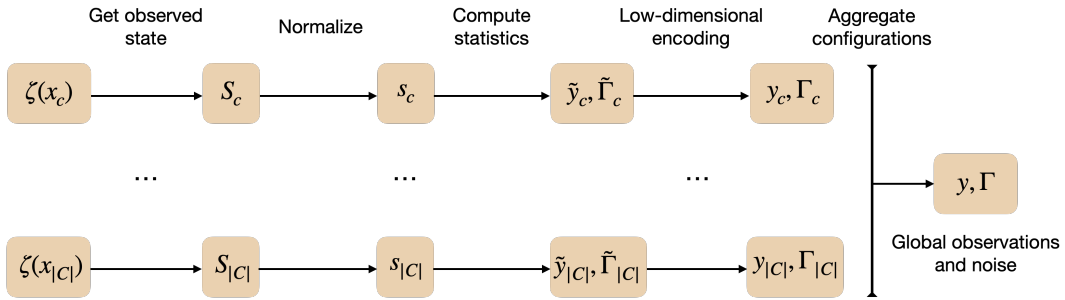 Get observed
state
Normalize
Compute
statistics
Low-dimensional
encoding
Aggregate
configurations
ζ(x_c)
S_c
s_c
ỹ_c, Γ̃_c
y_c, Γ_c
...
...
...
y, Γ
Global observations
and noise
ζ(x_|C|)
S_|C|
s_|C|
ỹ_|C|, Γ̃_|C|
y_|C|, Γ_|C|